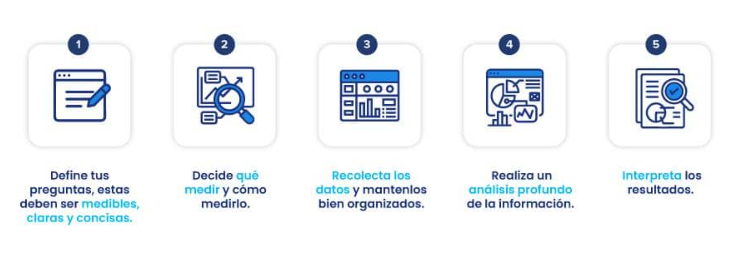 1
Define tus
preguntas, estas
deben ser medibles,
claras y concisas.
2
Decide qué
medir y cómo
medirlo.
3
Recolecta los
datos y mantenlos
bien organizados.
4
Realiza un
análisis profundo
de la información.
5
Interpreta los
resultados.